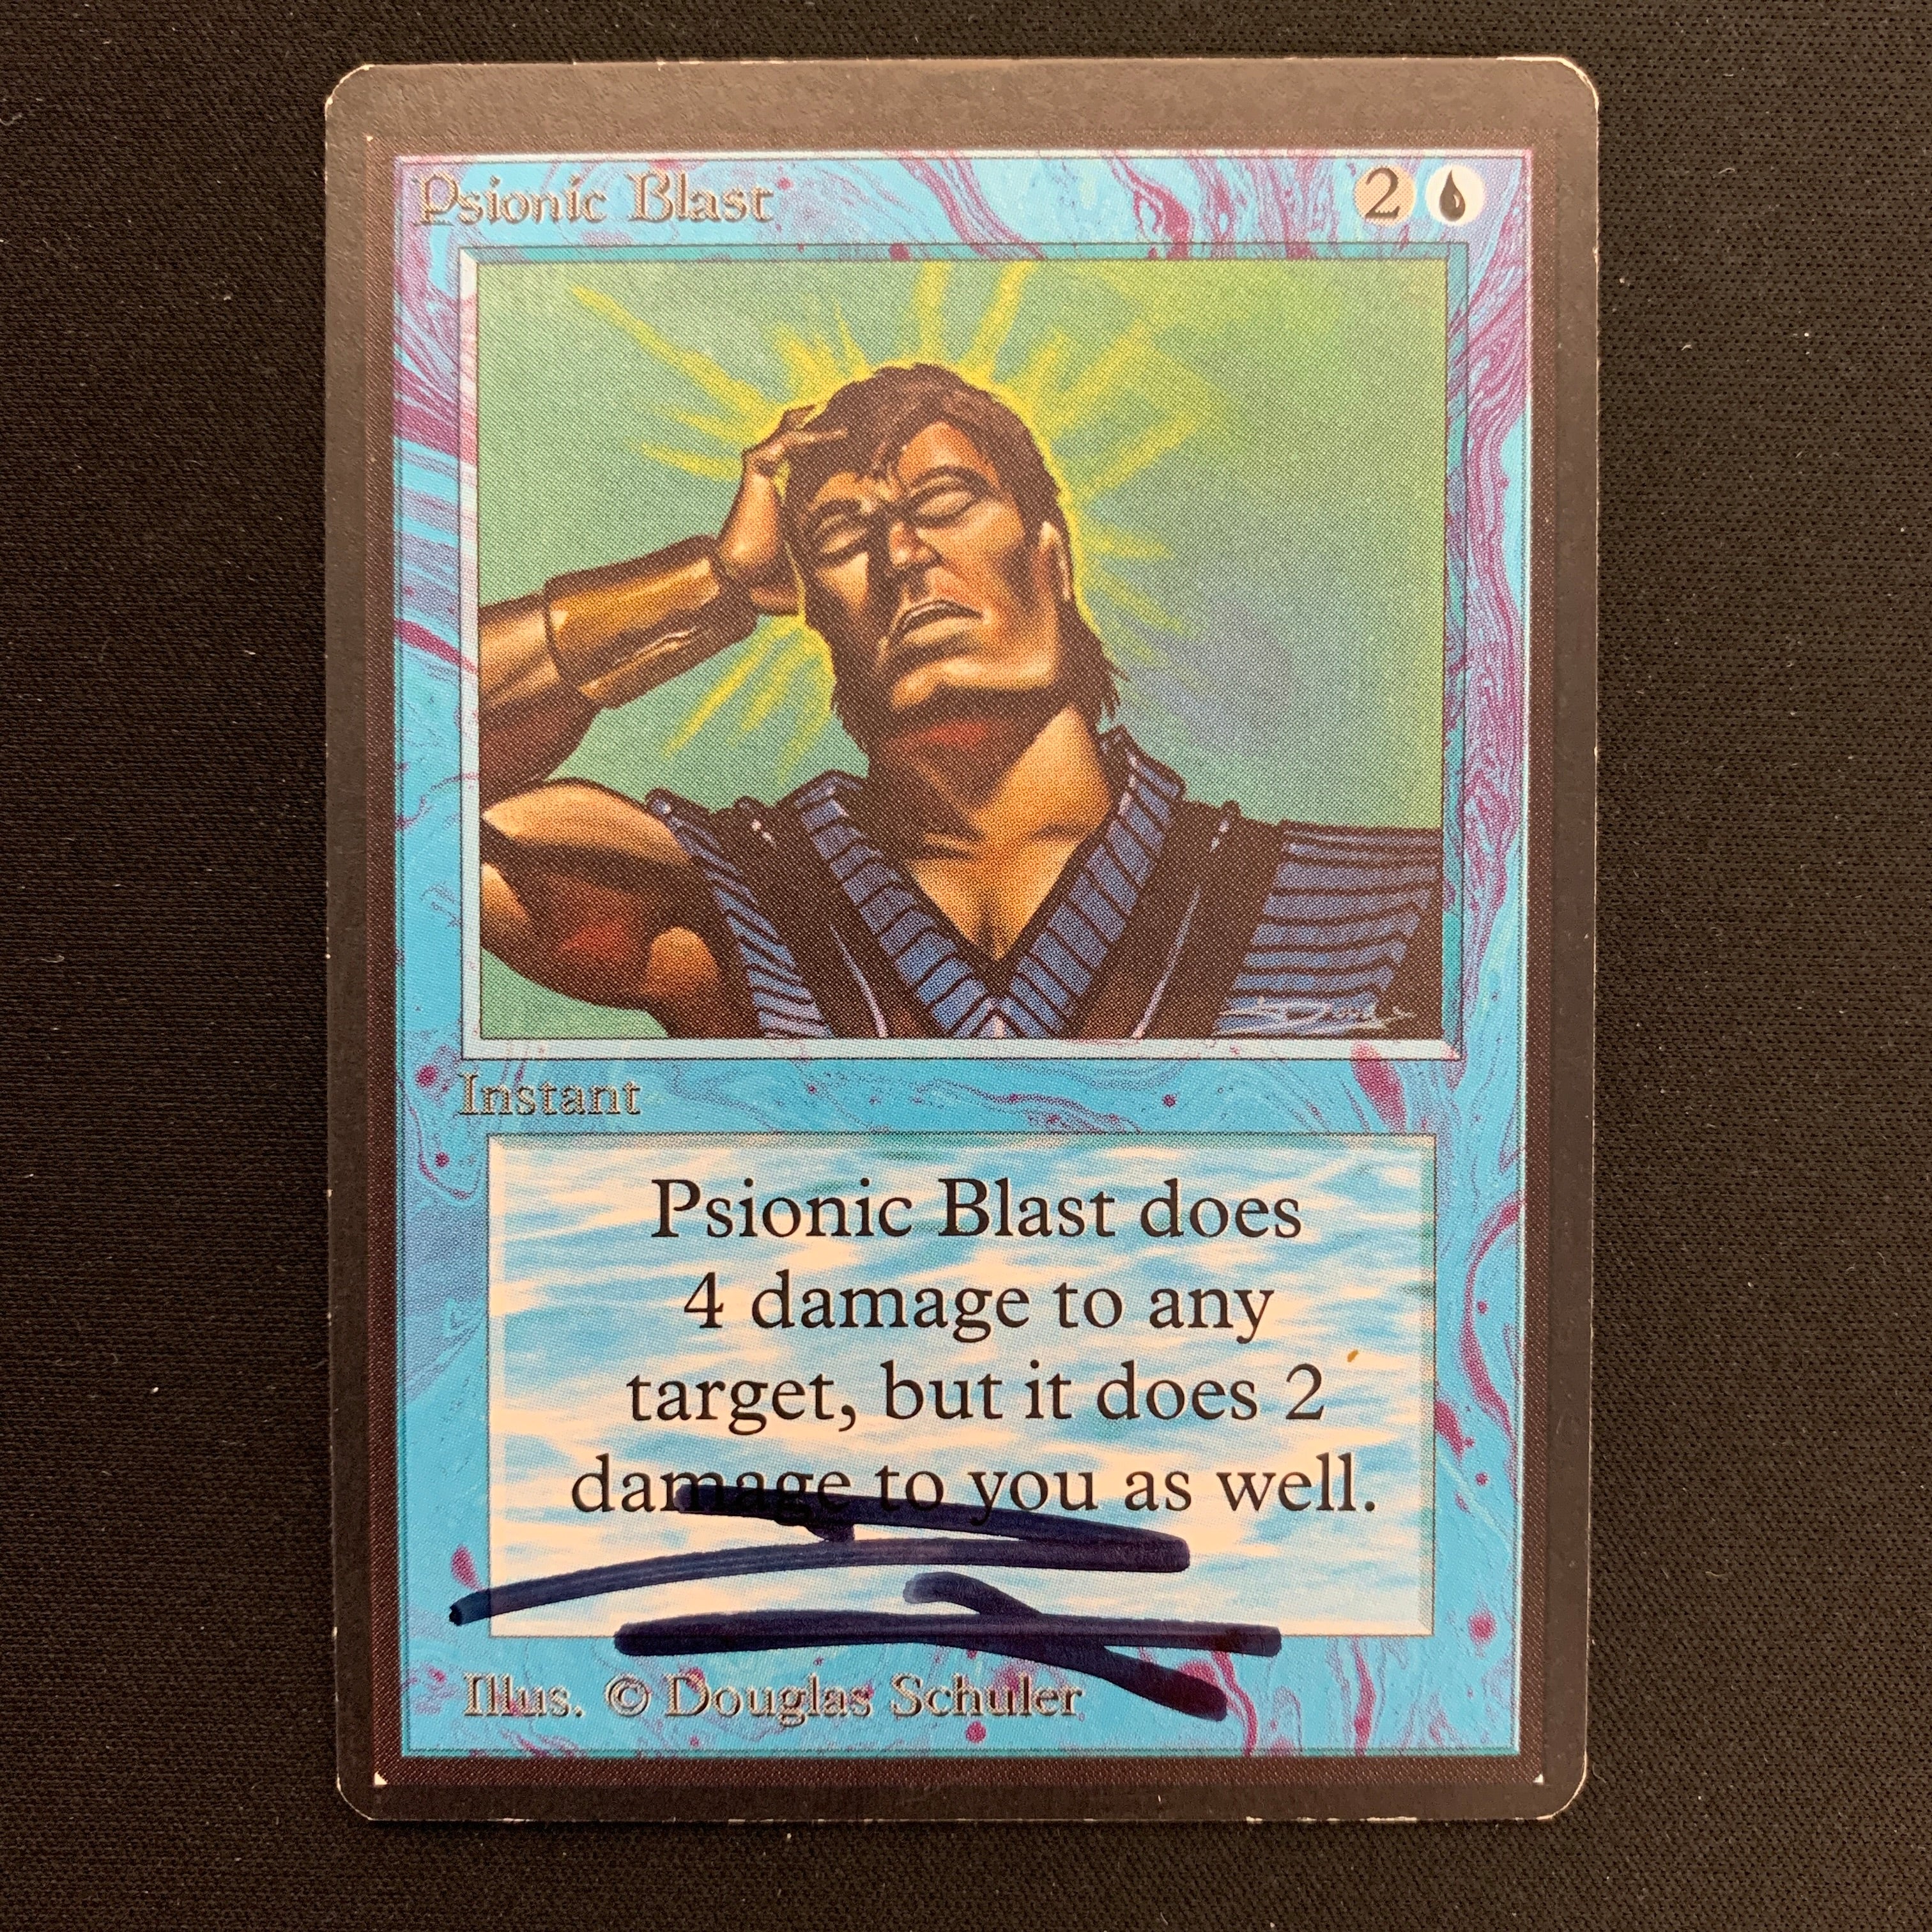 Psionic Blast 2
Instant
Psionic Blast does
4 damage to any
target, but it does 2
damage to you as well.
Illus. © Douglas Schuler